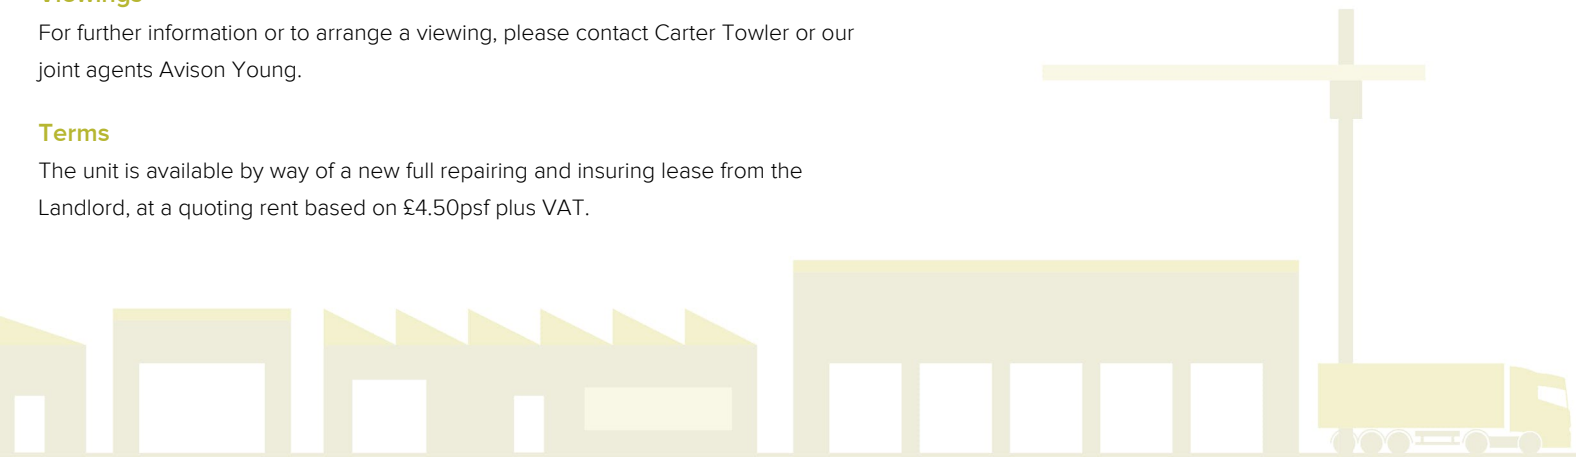 Viewings
For further information or to arrange a viewing, please contact Carter Towler or our
joint agents Avison Young.
Terms
The unit is available by way of a new full repairing and insuring lease from the
Landlord, at a quoting rent based on £4.50psf plus VAT.